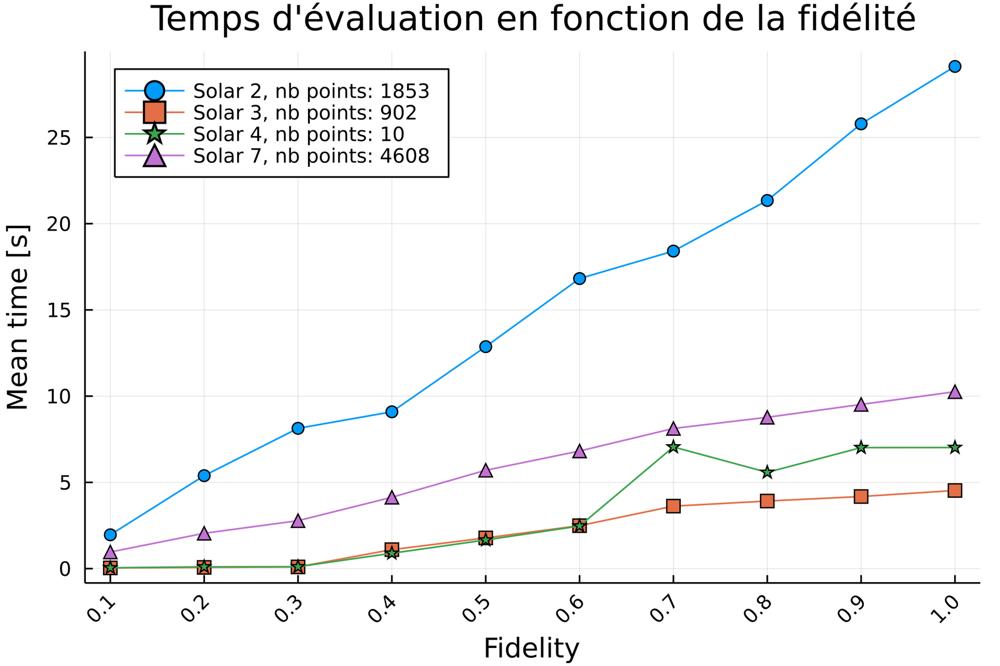 Temps d'évaluation en fonction de la fidélité
Solar 2, nb points: 1853
Solar 3, nb points: 902
Solar 4, nb points: 10
Solar 7, nb points: 4608
Mean time [s]
25
20
15
10
5
0
0.1 0.2 0.3 0.4 0.5 0.6 0.7 0.8 0.9 1.0
Fidelity